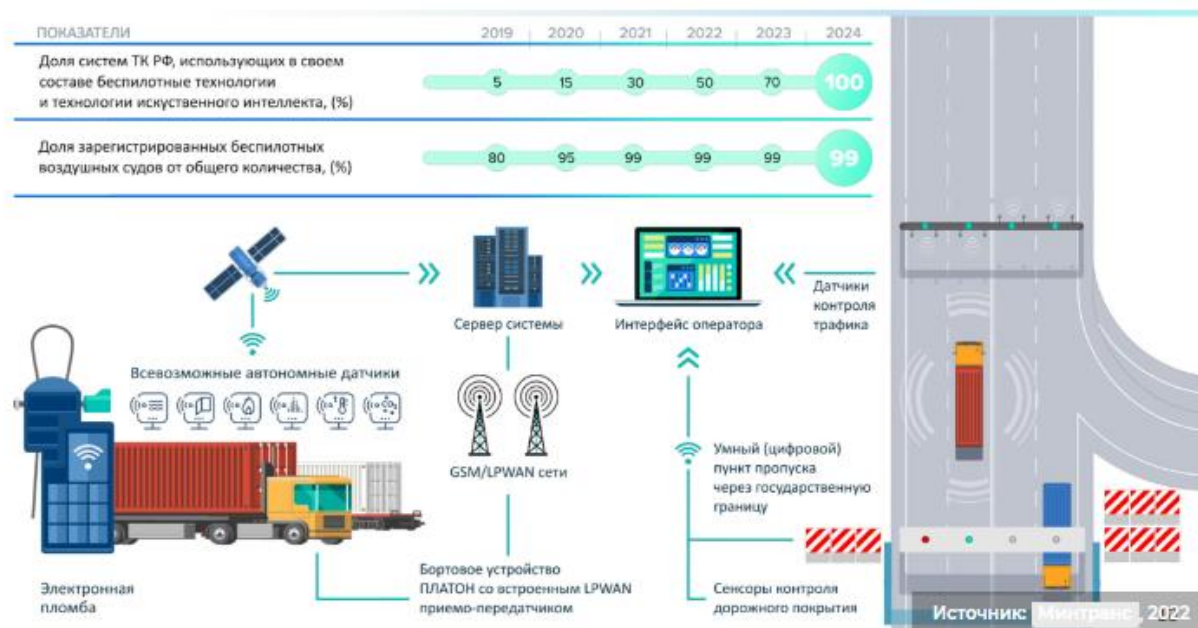 ПОКАЗАТЕЛИ 2019 2020 2021 2022 2023 2024
Доля систем ТК РФ, использующих в своем
составе беспилотные технологии
и технологии искуственного интеллекта, (%)
5 15 30 50 70 100
Доля зарегистрированных беспилотных
воздушных судов от общего количества, (%)
80 95 99 99 99 99
Сервер системы
Интерфейс оператора
Датчики
контроля
трафика
Всевозможные автономные датчики
GSM/LPWAN сети
Умный (цифровой)
пункт пропуска
через государственную
границу
Электронная
пломба
Бортовое устройство
ПЛАТОН со встроенным LPWAN
приемо-передатчиком
Сенсоры контроля
дорожного покрытия
Источник: Минтранс, 2022